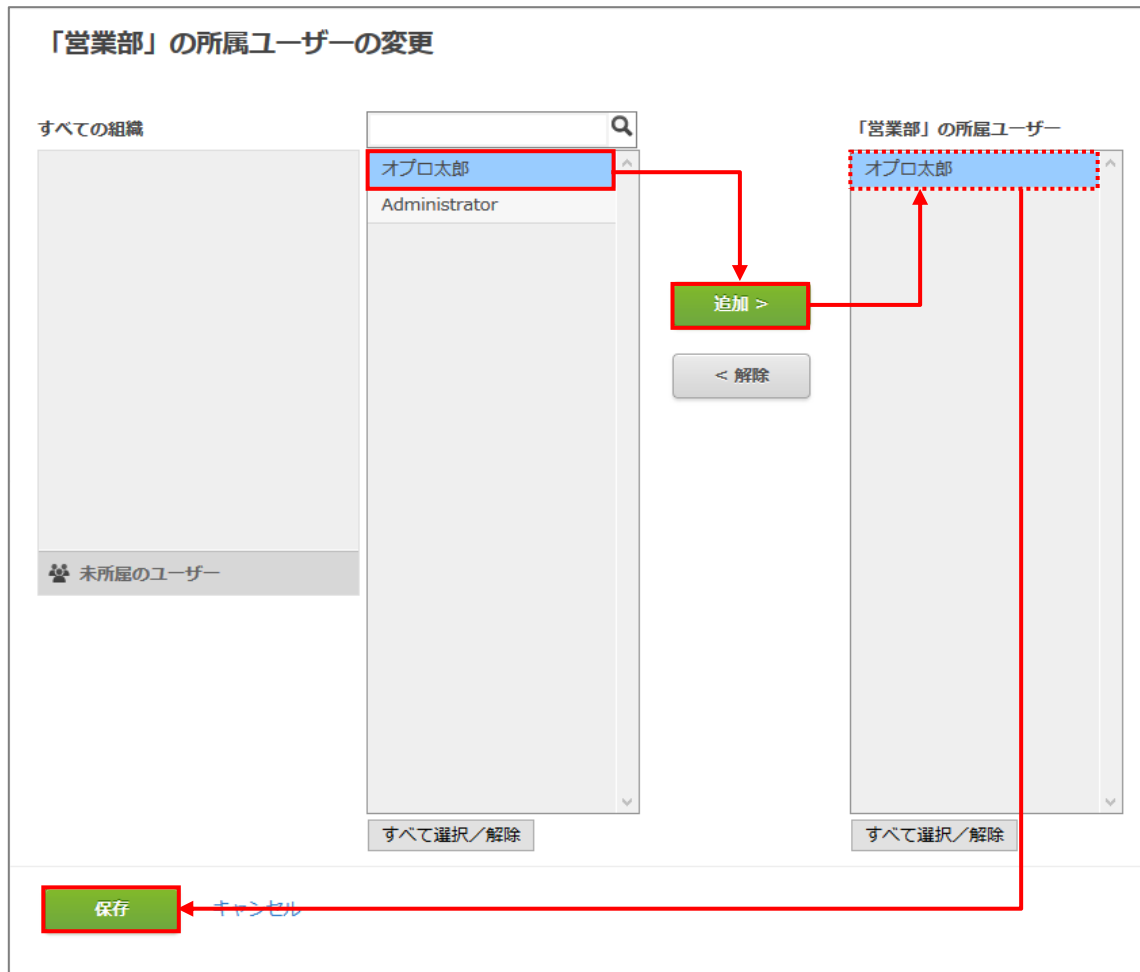 「営業部」の所属ユーザーの変更
すべての組織
「営業部」の所属ユーザー
オプロ太郎
オプロ太郎
Administrator
追加 >
< 解除
未所属のユーザー
すべて選択／解除
すべて選択／解除
保存
キャンセル